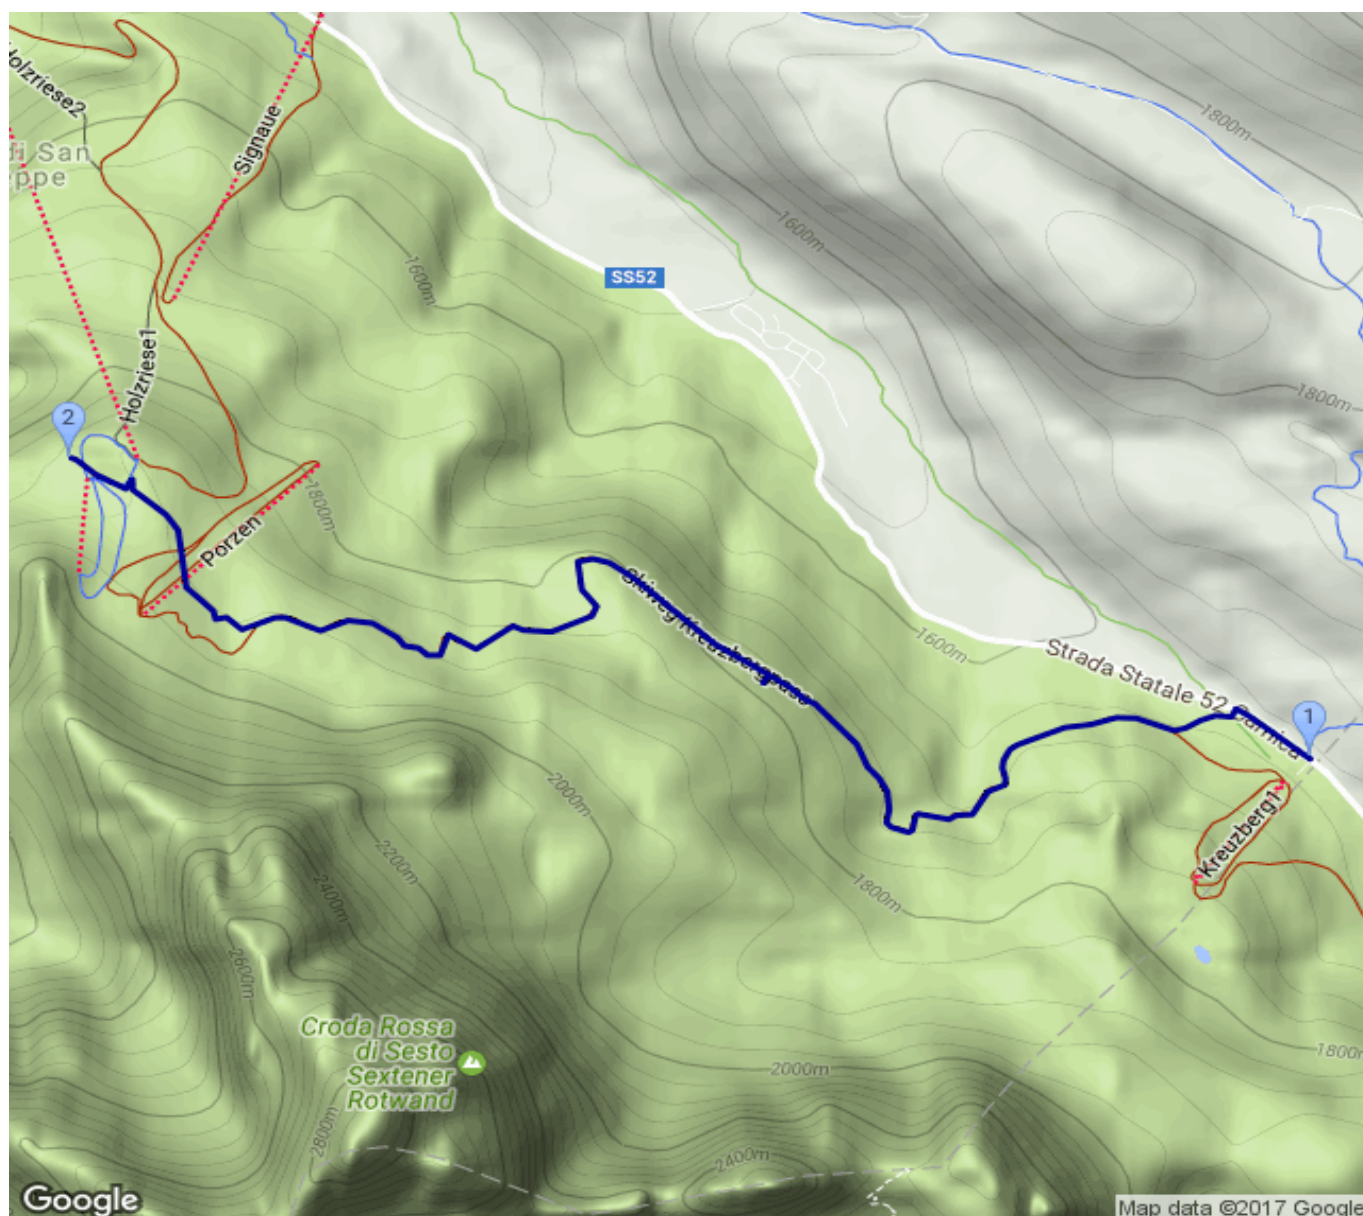 Holzriese2
di San
eppe
Signaue
1800m
1600m
1600m
SS52
1800m
Holzriese1
2
Porzen
1800m
Skiweg Kreuzbergpass
1600m
Strada Statale 52 Carnica
1
Kreuzberg1
2000m
2200m
2400m
1800m
2600m
Croda Rossa
di Sesto
Sextener
Rotwand
2000m
1800m
2800m
2400m
Google
Map data ©2017 Google